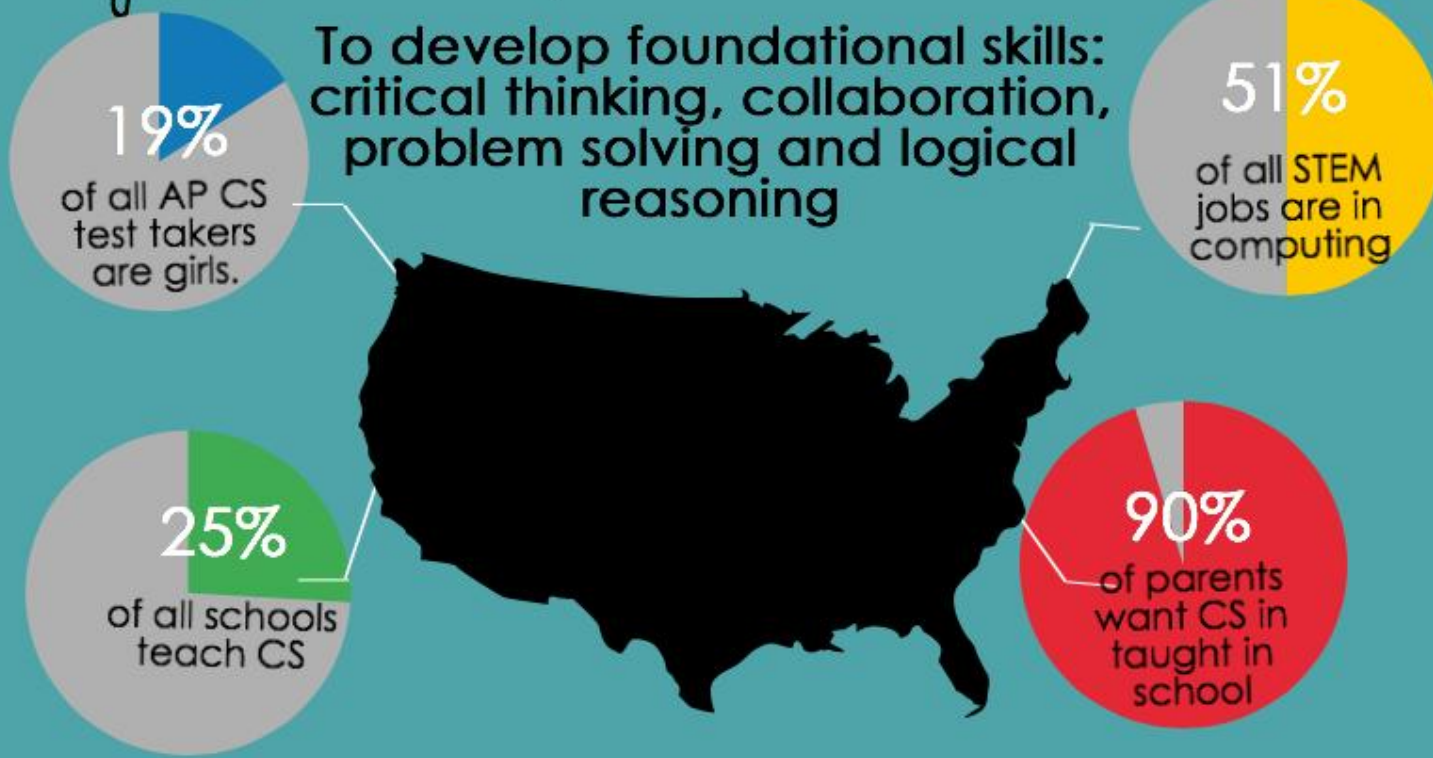 To develop foundational skills:
critical thinking, collaboration,
problem solving and logical
reasoning
19%
of all AP CS
test takers
are girls.
51%
of all STEM
jobs are in
computing
25%
of all schools
teach CS
90%
of parents
want CS in
taught in
school